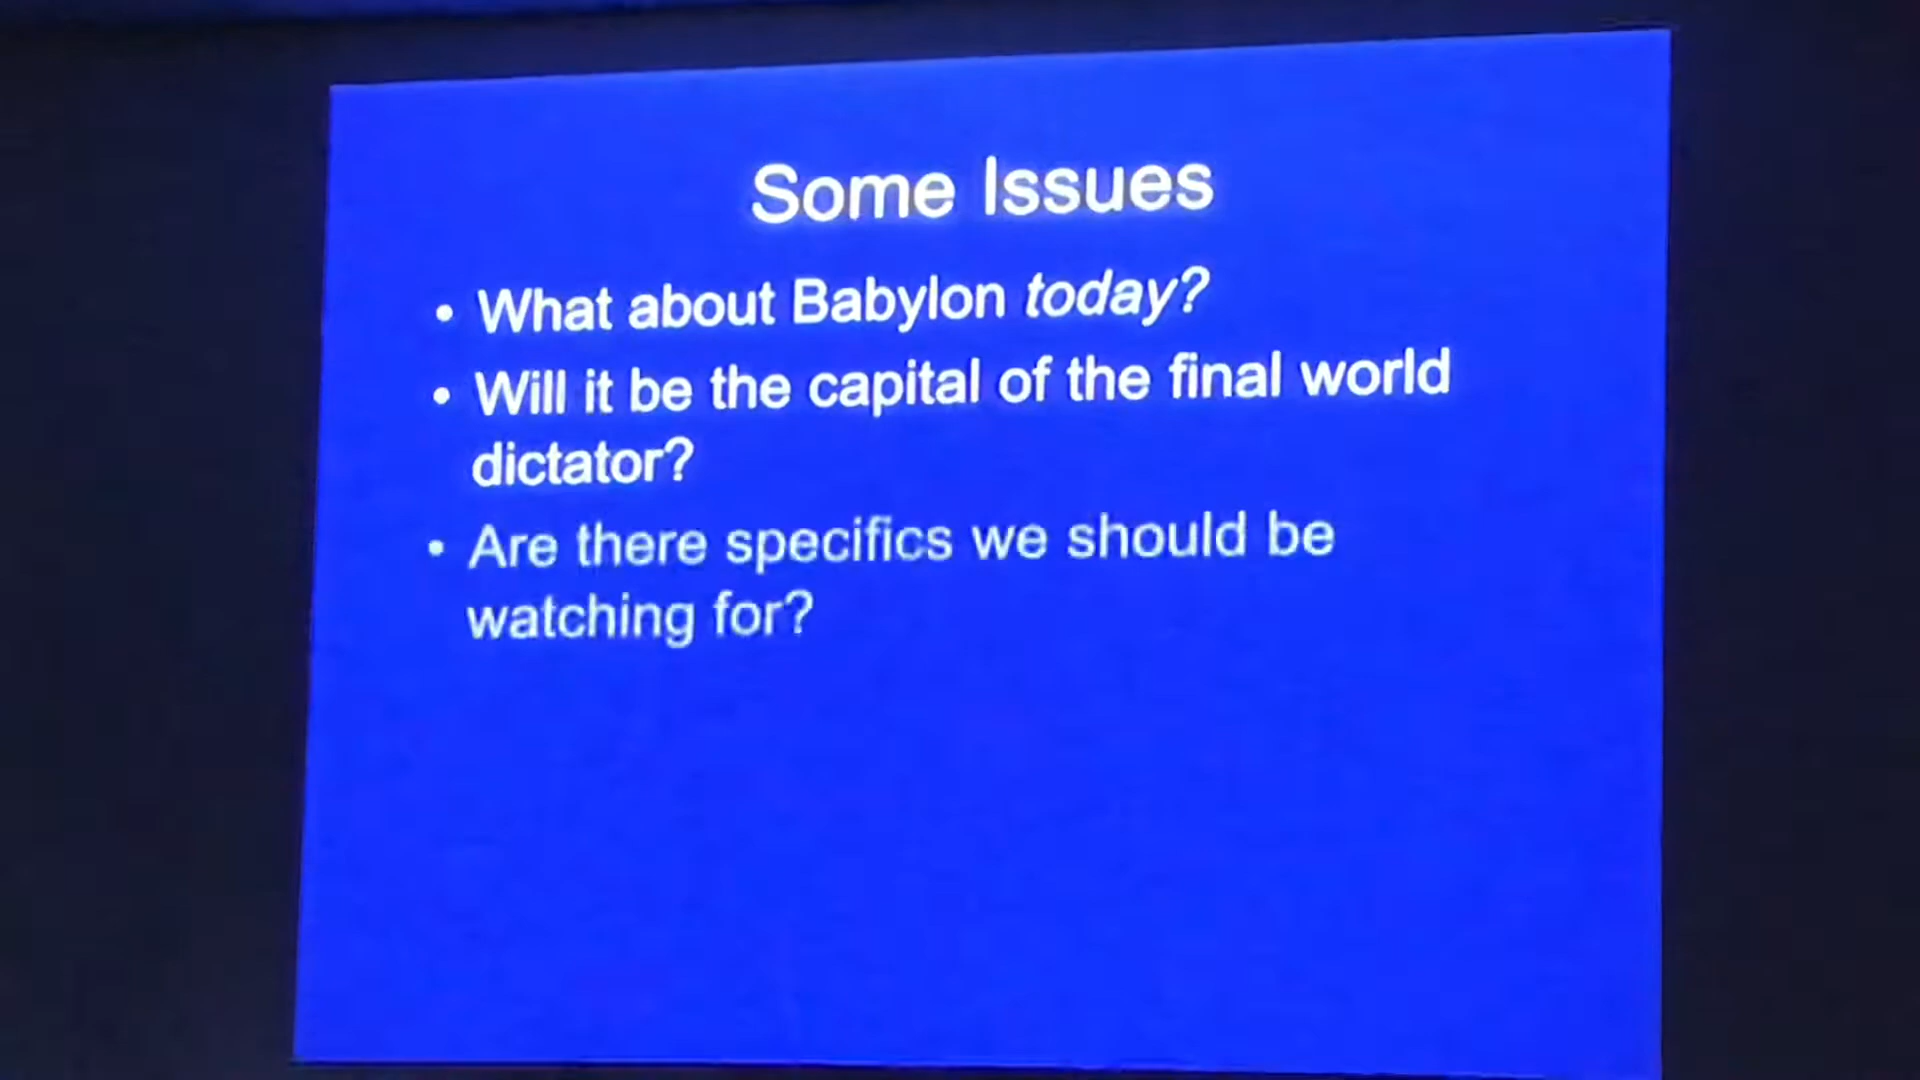 Some Issues
• What about Babylon today?
• Will it be the capital of the final world
dictator?
• Are there specifics we should be
watching for?